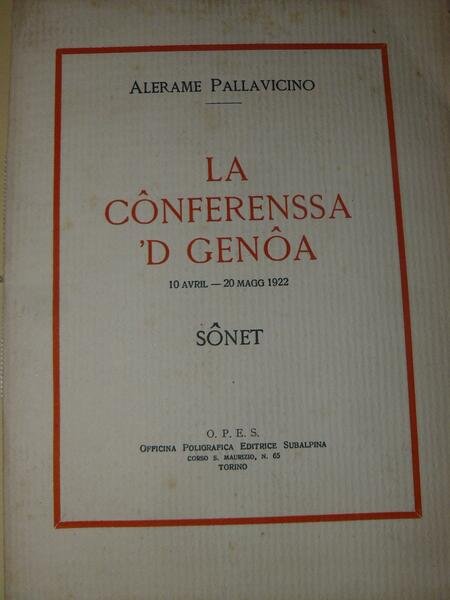 ALERAME PALLAVICINO
LA
CÔNFERENSSA
'D GENÔA
10 AVRIL — 20 MAGG 1922
SÔNET
O. P. E. S.
OFFICINA POLIGRAFICA EDITRICE SUBALPINA
CORSO S. MAURIZIO, N. 65
TORINO